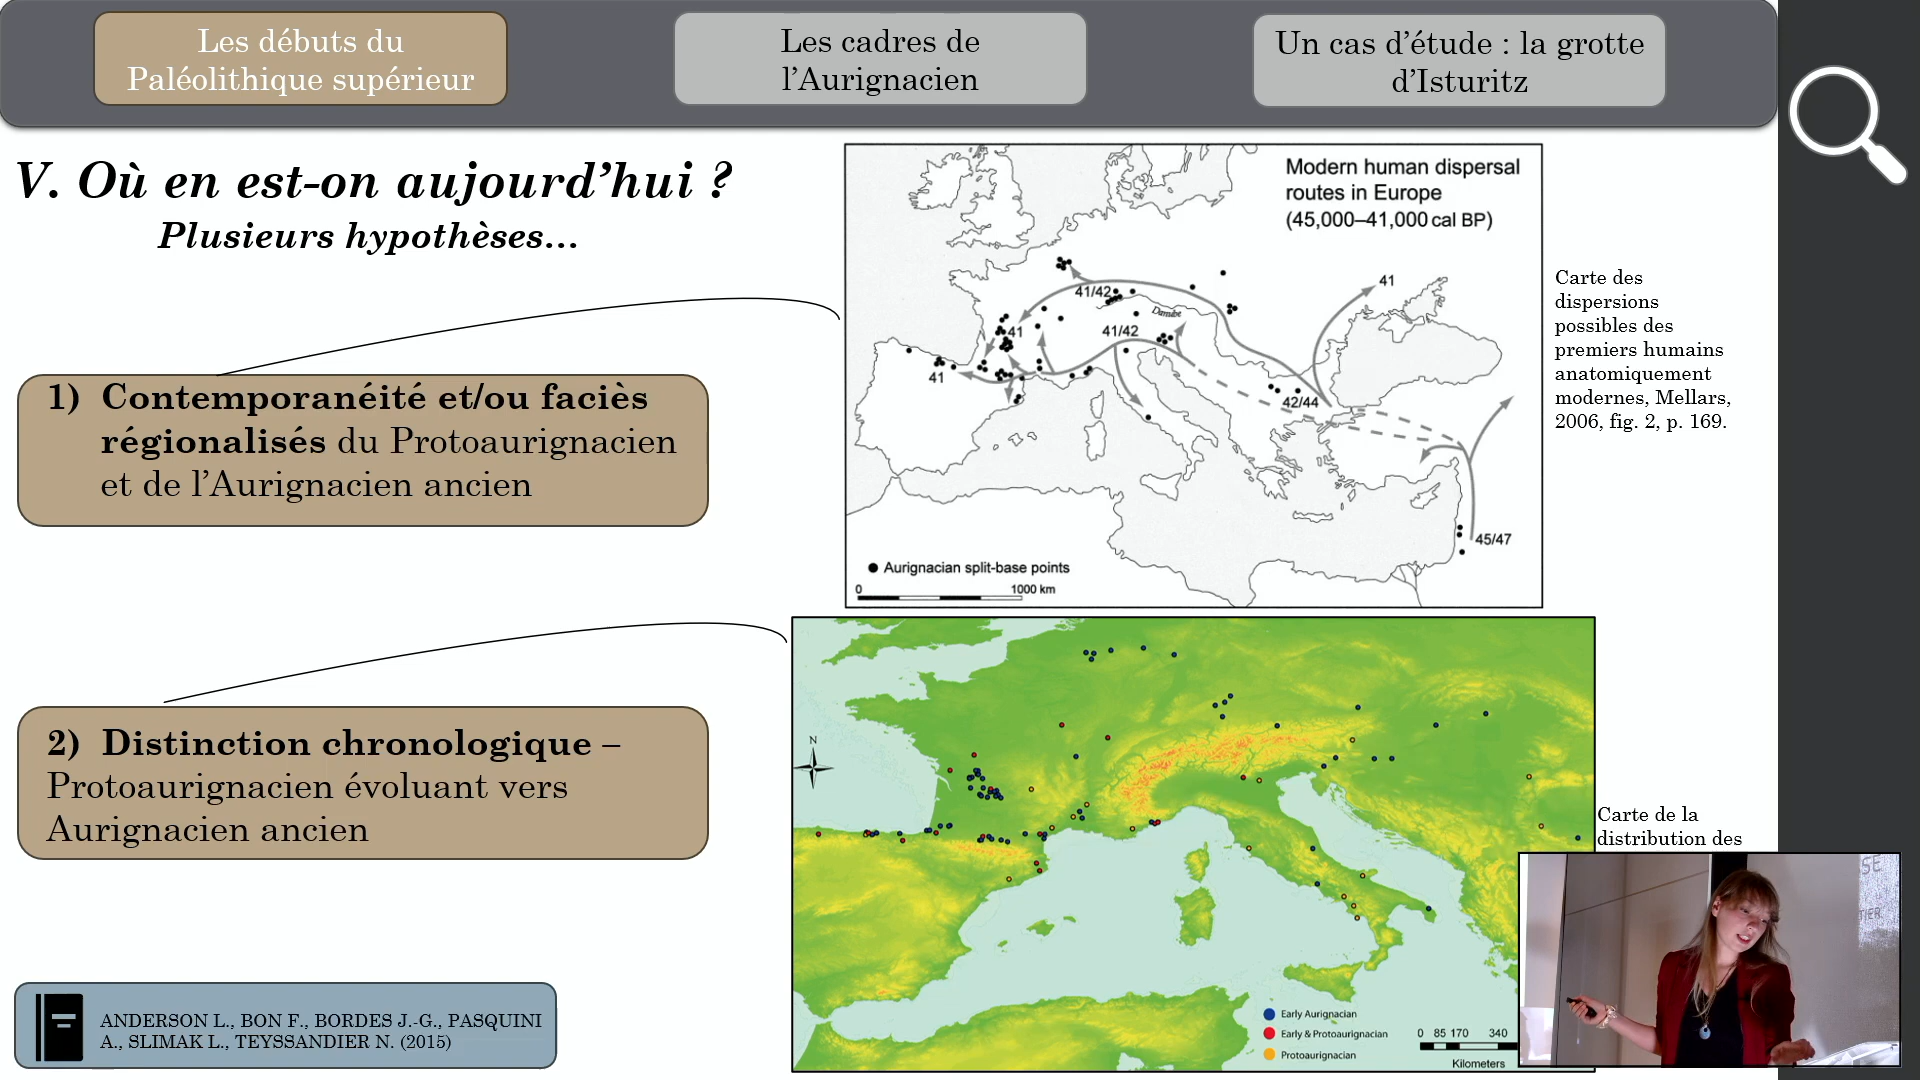 Les débuts du
Paléolithique supérieur
Les cadres de
l'Aurignacien
Un cas d'étude : la grotte
d'Isturitz
V. Où en est-on aujourd'hui ?
Plusieurs hypothèses...
1) Contemporanéité et/ou faciès
régionalisés du Protoaurignacien
et de l'Aurignacien ancien
2) Distinction chronologique –
Protoaurignacien évoluant vers
Aurignacien ancien
ANDERSON L., BON F., BORDES J.-G., PASQUINI
A., SLIMAK L., TEYSSANDIER N. (2015)
Modern human dispersal
routes in Europe
(45,000–41,000 cal BP)
41
41/42
Danube
41
41/42
41
42/44
45/47
Aurignacian split-base points
0 1000 km
Carte des
dispersions
possibles des
premiers humains
anatomiquement
modernes, Mellars,
2006, fig. 2, p. 169.
N
Early Aurignacian
Early & Protoaurignacian
Protoaurignacian
0 85 170 340
Kilometers
Carte de la
distribution des
SE
TIER